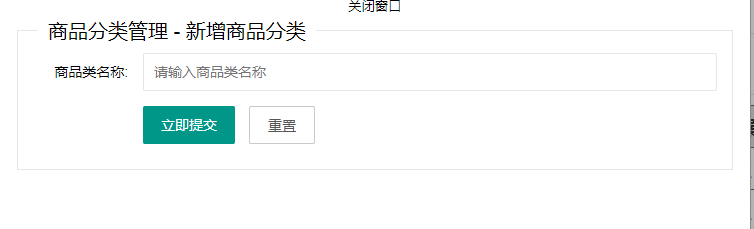 关闭窗口
商品分类管理 - 新增商品分类
商品类名称:
请输入商品类名称
立即提交
重置